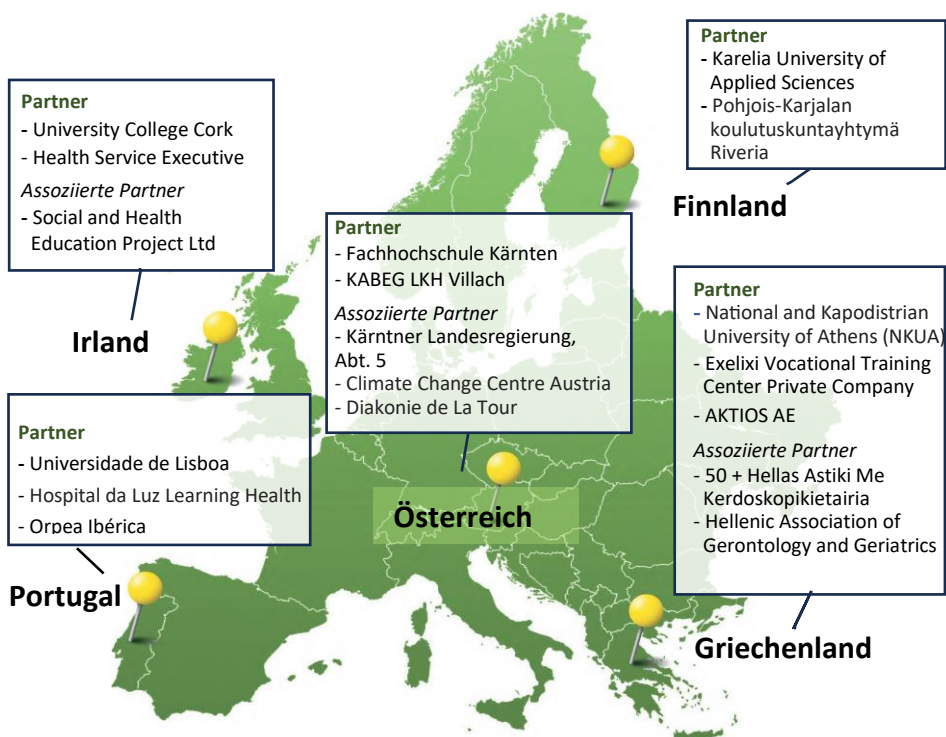 Partner
- University College Cork
- Health Service Executive
Assoziierte Partner
- Social and Health
Education Project Ltd
Irland
Partner
- Karelia University of
Applied Sciences
- Pohjois-Karjalan
koulutuskuntayhtymä
Riveria
Finnland
Partner
- Fachhochschule Kärnten
- KABEG LKH Villach
Assoziierte Partner
- Kärntner Landesregierung,
Abt. 5
- Climate Change Centre Austria
- Diakonie de La Tour
Österreich
Partner
- National and Kapodistrian
University of Athens (NKUA)
- Exelixi Vocational Training
Center Private Company
- AKTIOS AE
Assoziierte Partner
- 50 + Hellas Astiki Me
Kerdoskopikietairia
- Hellenic Association of
Gerontology and Geriatrics
Griechenland
Partner
- Universidade de Lisboa
- Hospital da Luz Learning Health
- Orpea Ibérica
Portugal